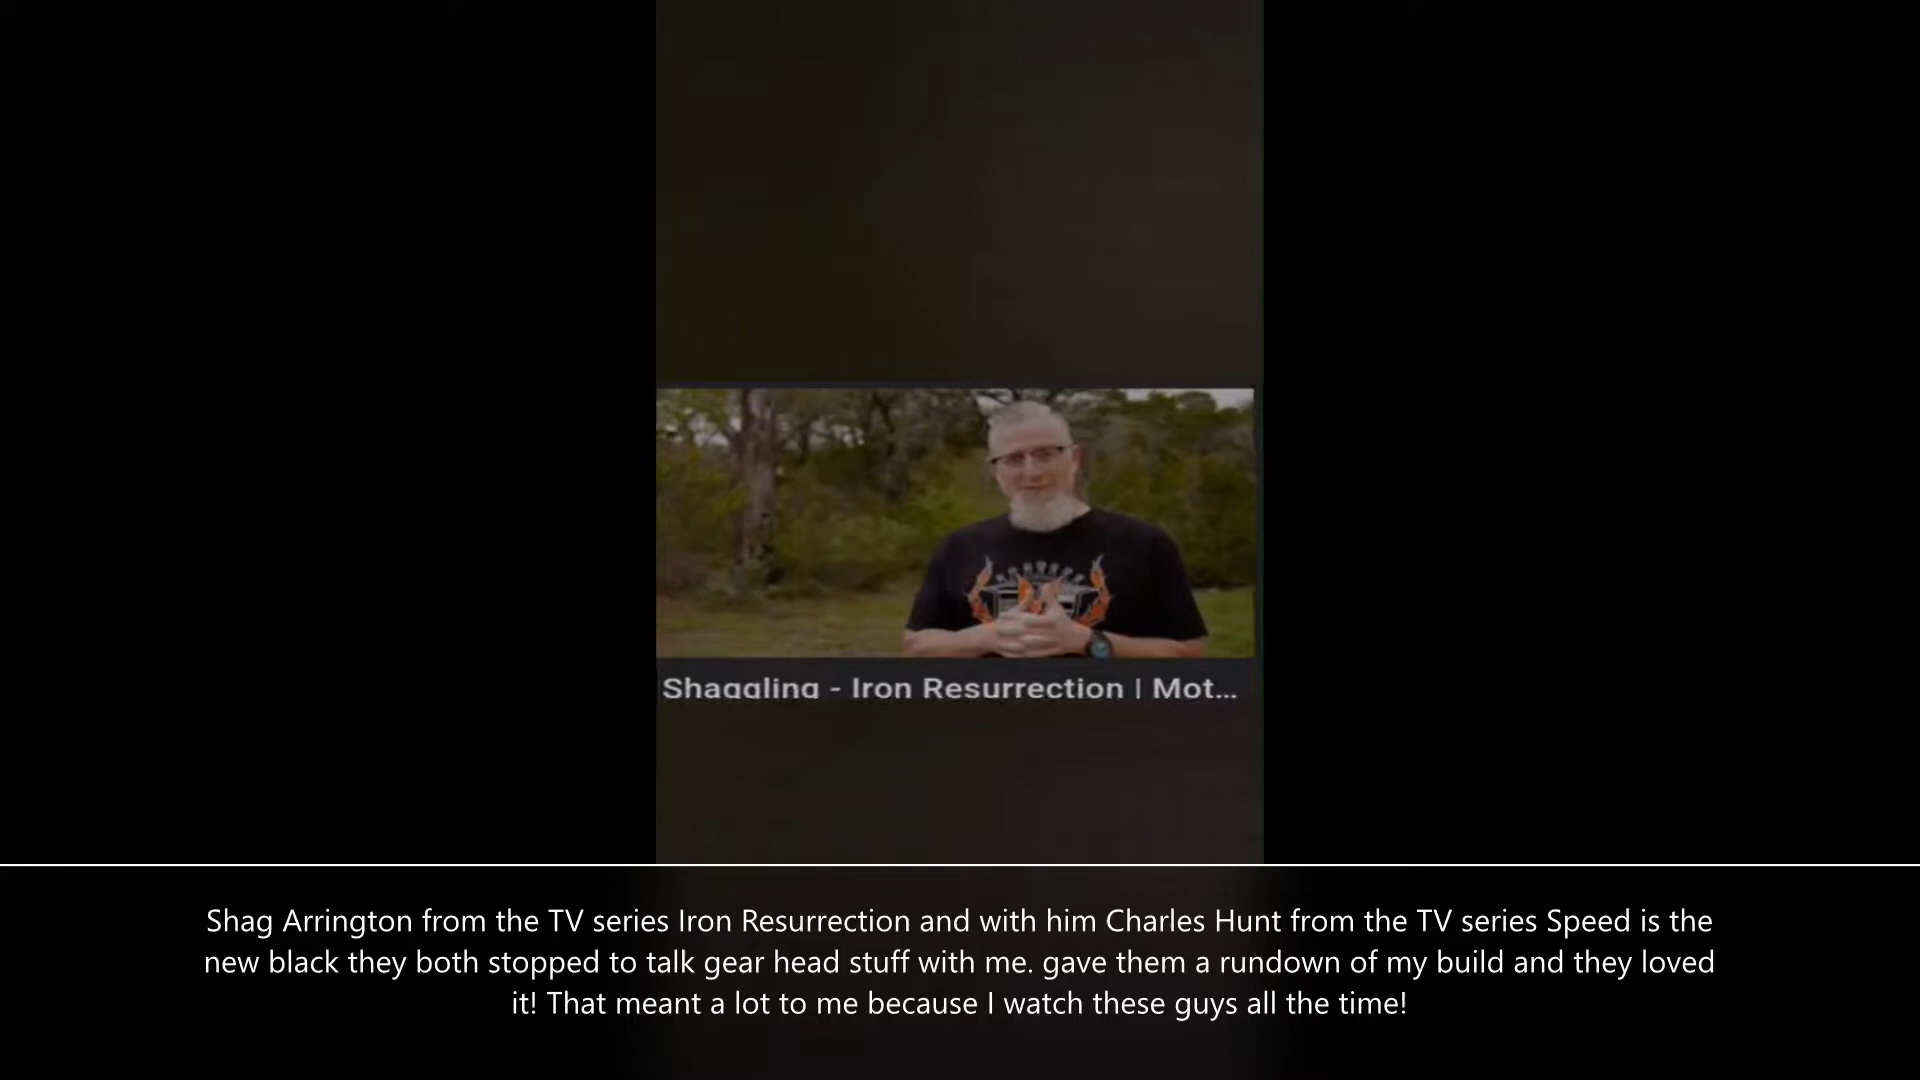 Shaggling - Iron Resurrection | Mot...
Shag Arrington from the TV series Iron Resurrection and with him Charles Hunt from the TV series Speed is the
new black they both stopped to talk gear head stuff with me. gave them a rundown of my build and they loved
it! That meant a lot to me because I watch these guys all the time!